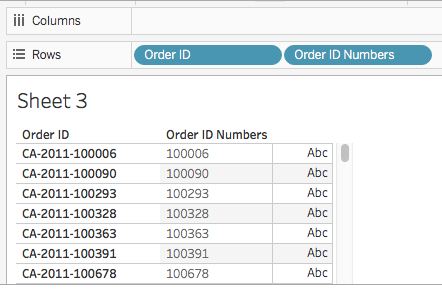 Columns
Rows Order ID Order ID Numbers
Sheet 3
Order ID Order ID Numbers
CA-2011-100006 100006 Abc
CA-2011-100090 100090 Abc
CA-2011-100293 100293 Abc
CA-2011-100328 100328 Abc
CA-2011-100363 100363 Abc
CA-2011-100391 100391 Abc
CA-2011-100678 100678 Abc